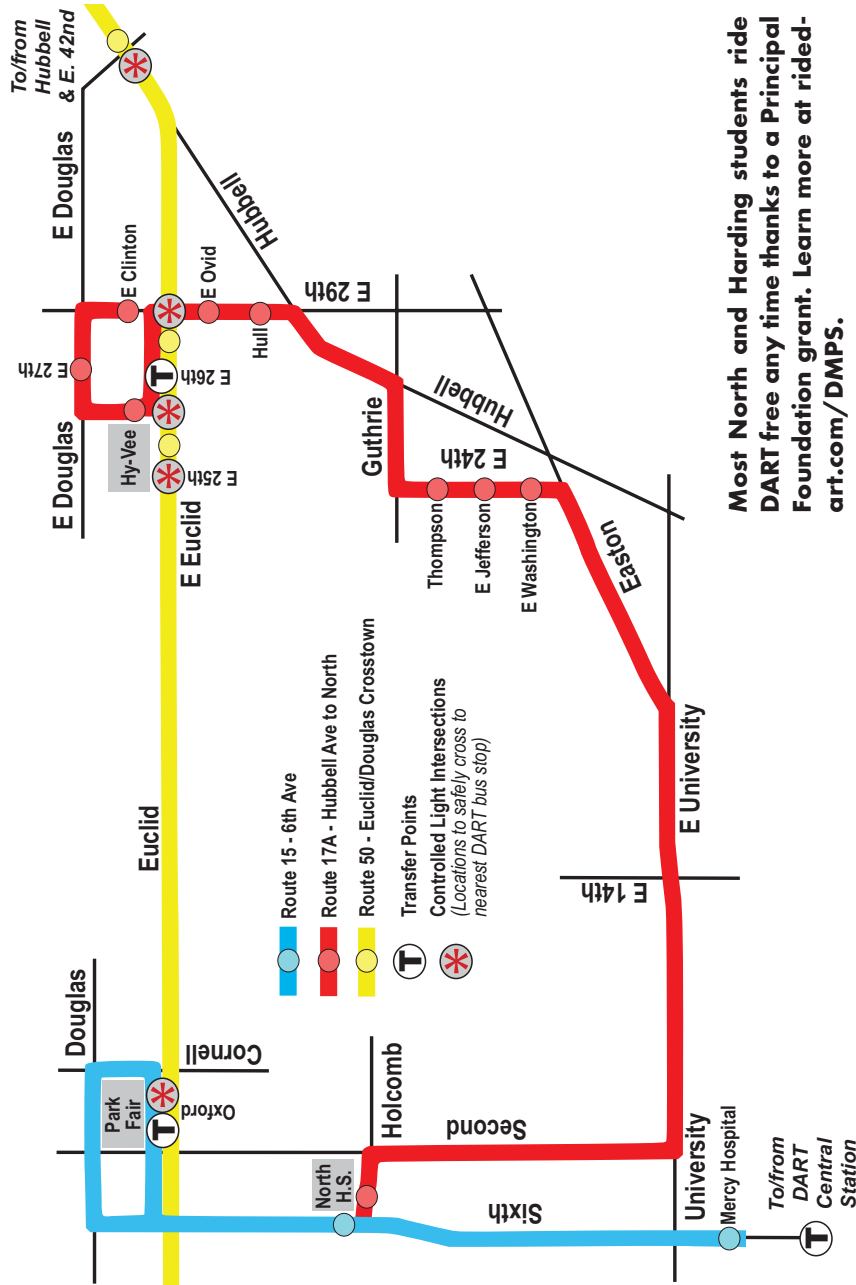 To/from
Hubbell
& E. 42nd
E Douglas
E Douglas
E 27th
E Clinton
Hy-Vee
E 26th
E 25th
E Ovid
Hull
E Euclid
Hubbell
E 29th
Guthrie
Hubbell
E 24th
Thompson
E Jefferson
E Washington
Easton
Euclid
E University
E 14th
Douglas
Cornell
Park
Fair
T
T
Oxford
Holcomb
Second
North
H.S.
Sixth
University
Mercy Hospital
To/from
DART
Central
Station
T
Route 15 - 6th Ave
Route 17A - Hubbell Ave to North
Route 50 - Euclid/Douglas Crosstown
T Transfer Points
Controlled Light Intersections
(Locations to safely cross to
nearest DART bus stop)
Most North and Harding students ride
DART free any time thanks to a Principal
Foundation grant. Learn more at rided-
art.com/DMPS.